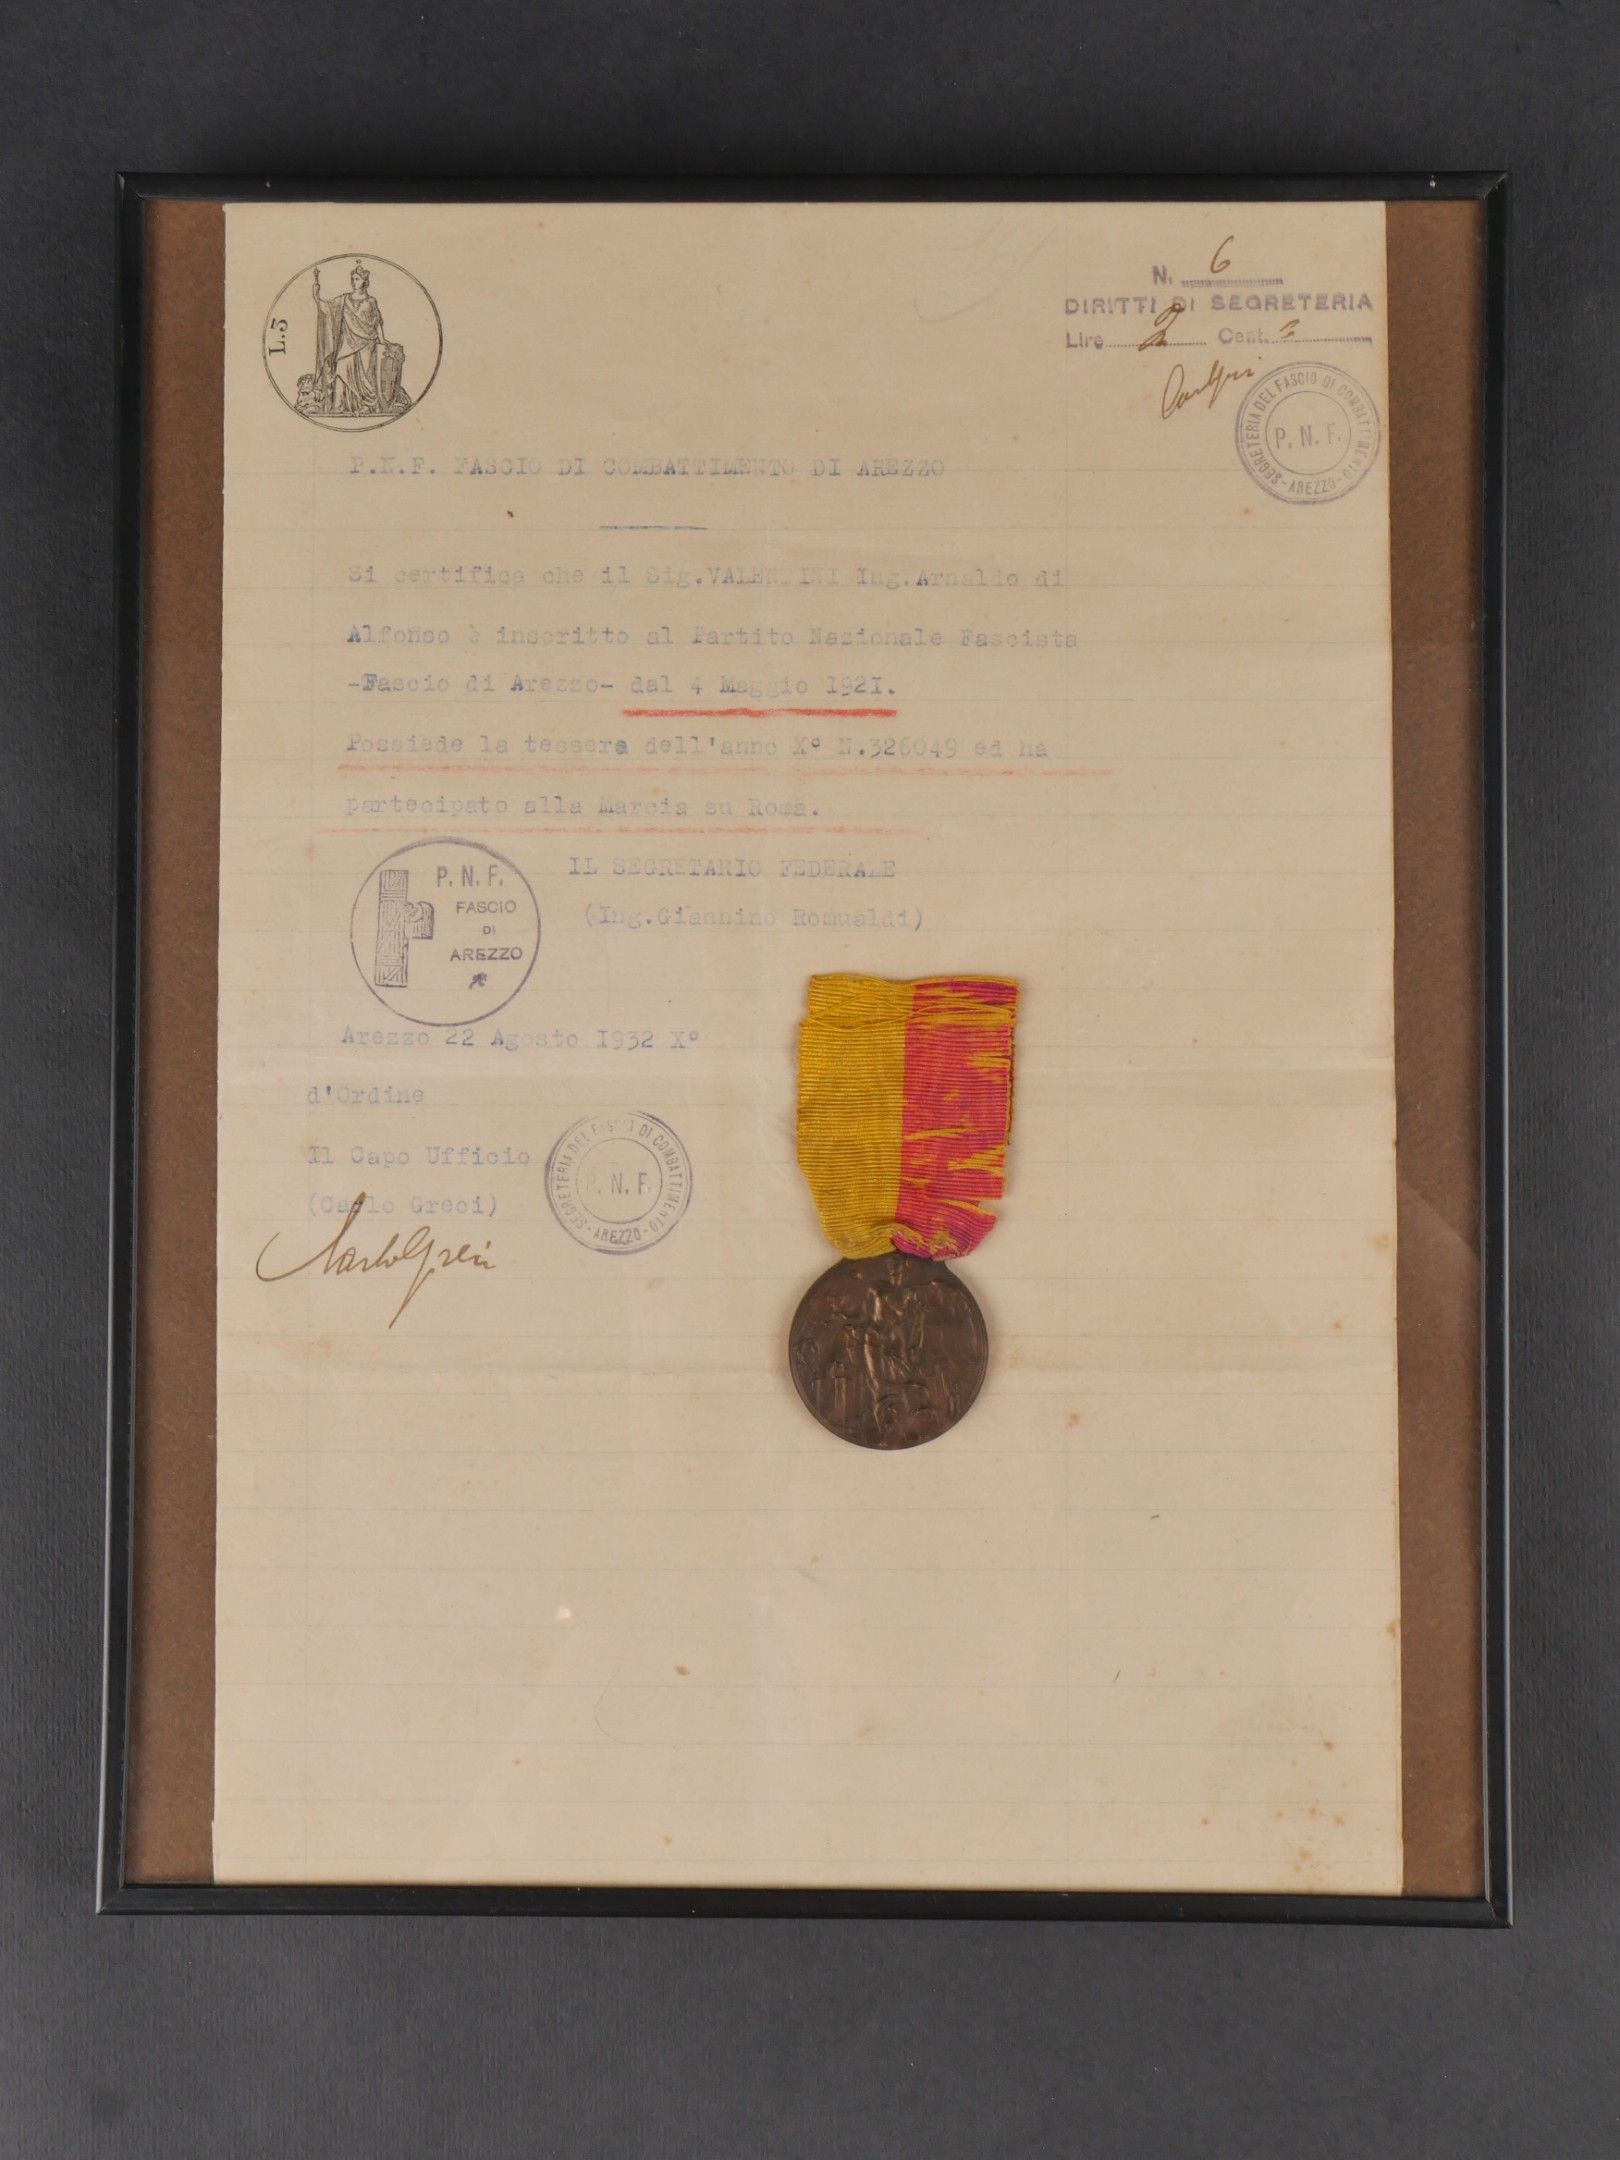 L.3
N. 6
DIRITTI DI SEGRETERIA
Lire 2 Cent.
SEGRETERIA DEL FASCIO DI COMBATTIMENTO - AREZZO -
P. N. F.
P.N.F. FASCIO DI COMBATTIMENTO DI AREZZO
Si certifica che il Sig.VALENTINI Ing.Arnaldo di
Alfonso è inscritto al Partito Nazionale Fascista
-Fascio di Arezzo- dal 4 Maggio 1921.
Possiede la tessera dell'anno X° N.326049 ed ha
partecipato alla Marcia su Roma.
IL SEGRETARIO FEDERALE
(Ing.Giannino Romualdi)
P. N. F.
FASCIO
DI
AREZZO
Arezzo 22 Agosto 1932 X°
d'Ordine
Il Capo Ufficio
(Carlo Greci)
Carlo Greci
SEGRETERIA DEL FASCIO DI COMBATTIMENTO - AREZZO -
P. N. F.